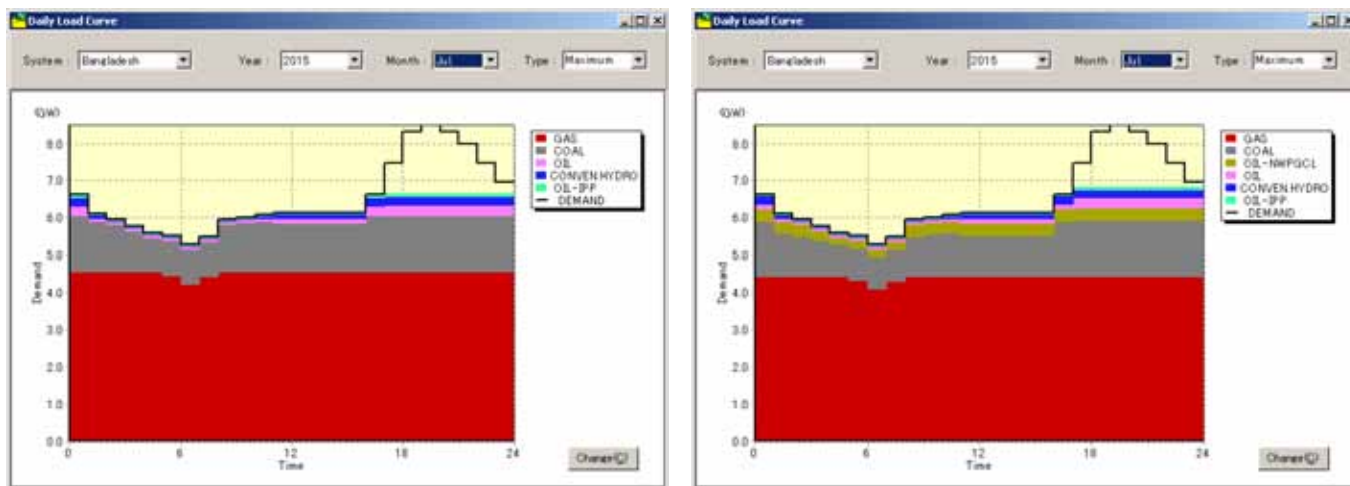 Daily Load Curve
System : Bangladesh Year : 2015 Month : Jul Type : Maximum
(GW)
GAS
COAL
OIL
CONVEN.HYDRO
OIL-IPP
DEMAND
8.0
7.0
6.0
5.0
4.0
3.0
2.0
1.0
0.0
Demand
0 6 12 18 24
Time
Change
Daily Load Curve
System : Bangladesh Year : 2015 Month : Jul Type : Maximum
(GW)
GAS
COAL
OIL-NWPGCL
OIL
CONVEN.HYDRO
OIL-IPP
DEMAND
8.0
7.0
6.0
5.0
4.0
3.0
2.0
1.0
0.0
Demand
0 6 12 18 24
Time
Change